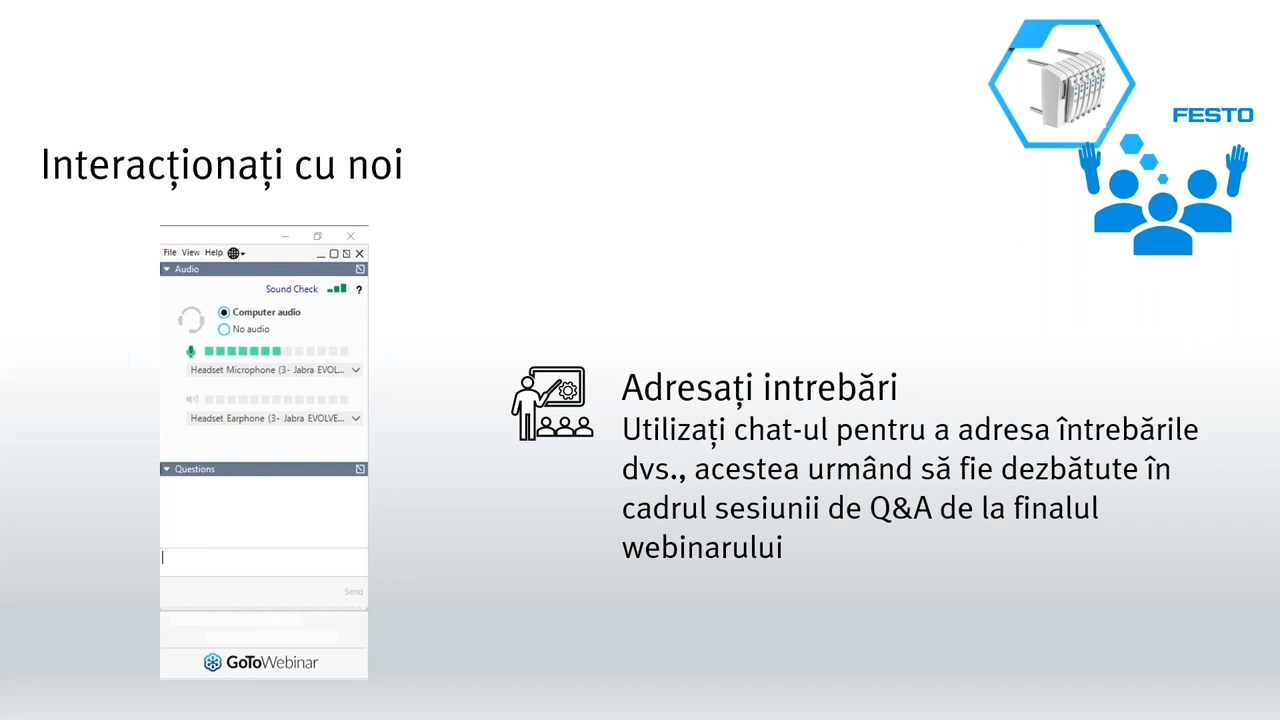 FESTO
Interacționați cu noi
File View Help
Audio
Sound Check ?
Computer audio
No audio
Headset Microphone (3- Jabra EVOL...
Headset Earphone (3- Jabra EVOLVE...
Questions
Send
GoToWebinar
Adresați intrebări
Utilizați chat-ul pentru a adresa întrebările
dvs., acestea urmând să fie dezbătute în
cadrul sesiunii de Q&A de la finalul
webinarului